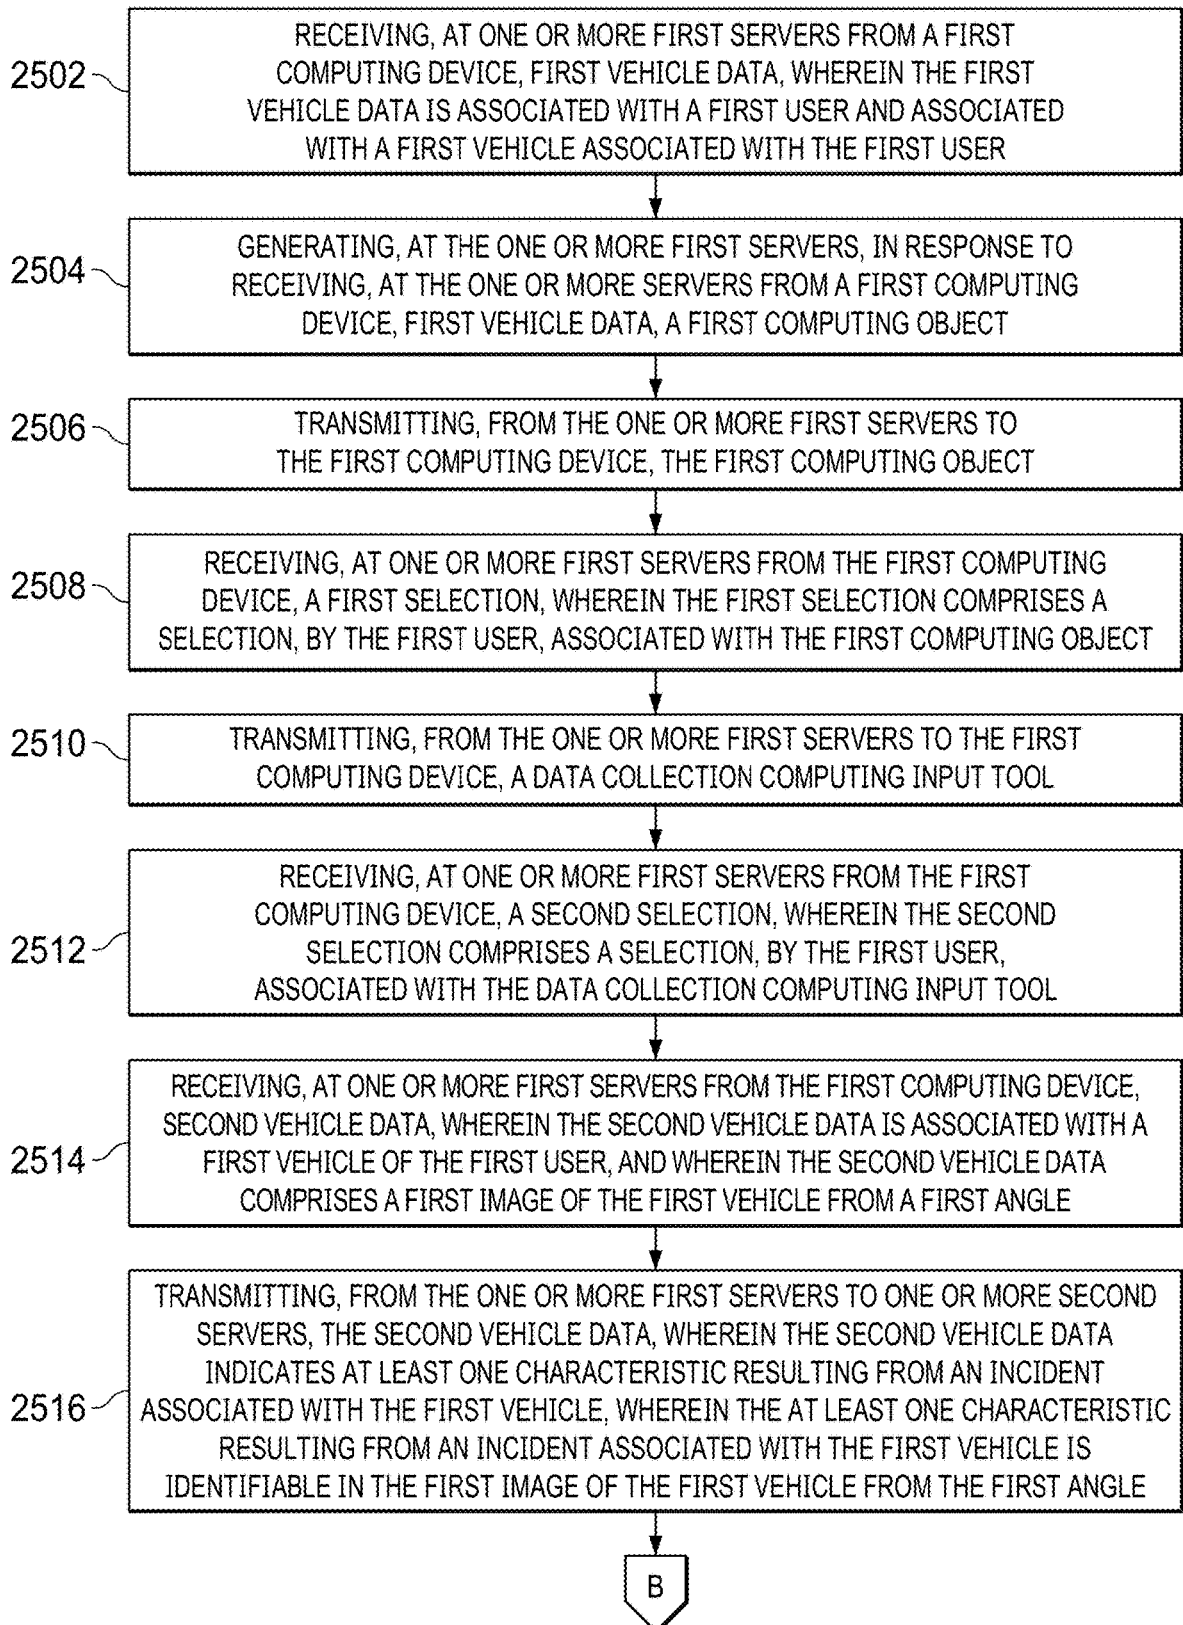 RECEIVING, AT ONE OR MORE FIRST SERVERS FROM A FIRST
2502
COMPUTING DEVICE, FIRST VEHICLE DATA, WHEREIN THE FIRST
VEHICLE DATA IS ASSOCIATED WITH A FIRST USER AND ASSOCIATED
WITH A FIRST VEHICLE ASSOCIATED WITH THE FIRST USER
GENERATING, AT THE ONE OR MORE FIRST SERVERS, IN RESPONSE TO
2504
RECEIVING, AT THE ONE OR MORE SERVERS FROM A FIRST COMPUTING
DEVICE, FIRST VEHICLE DATA, A FIRST COMPUTING OBJECT
2506
TRANSMITTING, FROM THE ONE OR MORE FIRST SERVERS TO
THE FIRST COMPUTING DEVICE, THE FIRST COMPUTING OBJECT
RECEIVING, AT ONE OR MORE FIRST SERVERS FROM THE FIRST COMPUTING
2508
DEVICE, A FIRST SELECTION, WHEREIN THE FIRST SELECTION COMPRISES A
SELECTION, BY THE FIRST USER, ASSOCIATED WITH THE FIRST COMPUTING OBJECT
2510
TRANSMITTING, FROM THE ONE OR MORE FIRST SERVERS TO THE FIRST
COMPUTING DEVICE, A DATA COLLECTION COMPUTING INPUT TOOL
RECEIVING, AT ONE OR MORE FIRST SERVERS FROM THE FIRST
COMPUTING DEVICE, A SECOND SELECTION, WHEREIN THE SECOND
2512
SELECTION COMPRISES A SELECTION, BY THE FIRST USER,
ASSOCIATED WITH THE DATA COLLECTION COMPUTING INPUT TOOL
RECEIVING, AT ONE OR MORE FIRST SERVERS FROM THE FIRST COMPUTING DEVICE,
SECOND VEHICLE DATA, WHEREIN THE SECOND VEHICLE DATA IS ASSOCIATED WITH A
2514
FIRST VEHICLE OF THE FIRST USER, AND WHEREIN THE SECOND VEHICLE DATA
COMPRISES A FIRST IMAGE OF THE FIRST VEHICLE FROM A FIRST ANGLE
TRANSMITTING, FROM THE ONE OR MORE FIRST SERVERS TO ONE OR MORE SECOND
SERVERS, THE SECOND VEHICLE DATA, WHEREIN THE SECOND VEHICLE DATA
INDICATES AT LEAST ONE CHARACTERISTIC RESULTING FROM AN INCIDENT
2516
ASSOCIATED WITH THE FIRST VEHICLE, WHEREIN THE AT LEAST ONE CHARACTERISTIC
RESULTING FROM AN INCIDENT ASSOCIATED WITH THE FIRST VEHICLE IS
IDENTIFIABLE IN THE FIRST IMAGE OF THE FIRST VEHICLE FROM THE FIRST ANGLE
B